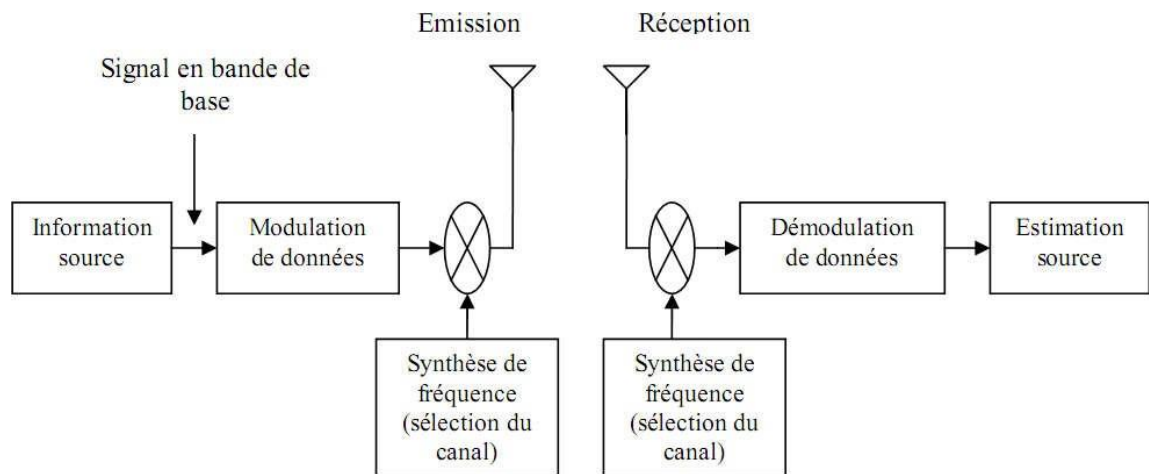 Emission
Réception
Signal en bande de
base
Information
source
Modulation
de données
Démodulation
de données
Estimation
source
Synthèse de
fréquence
(sélection du
canal)
Synthèse de
fréquence
(sélection du
canal)